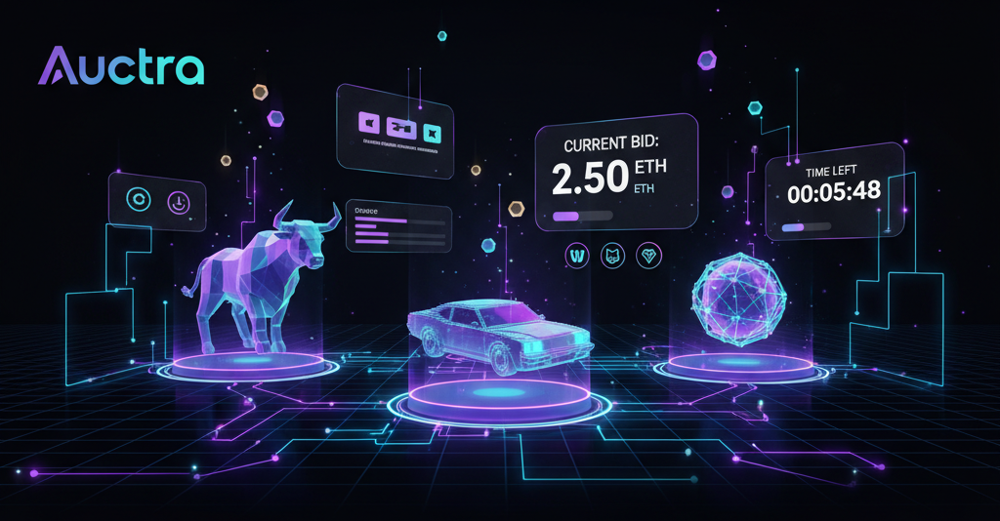 Auctra
CURRENT BID:
2.50 ETH
ETH
TIME LEFT
00:05:48
W